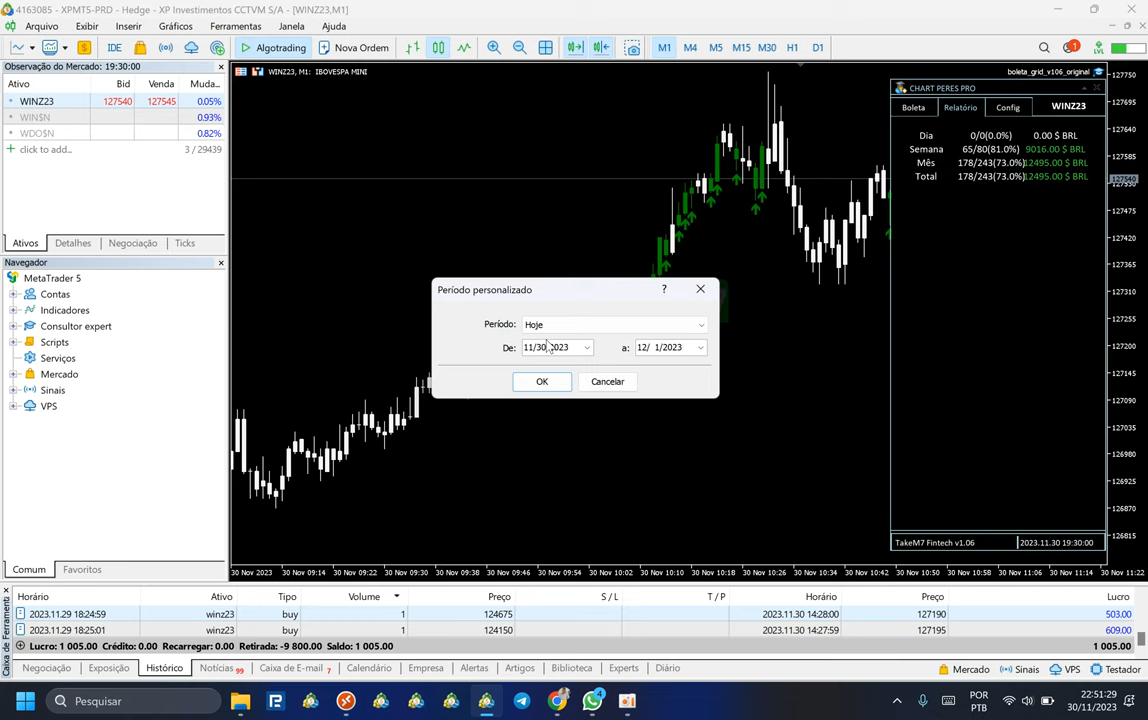 4163085 - XPMT5-PRD - Hedge - XP Investimentos CCTVM S/A - [WINZ23,M1]
Arquivo Exibir Inserir Gráficos Ferramentas Janela Ajuda
IDE Algotrading Nova Ordem M1 M4 M5 M15 M30 H1 D1 1 LVL
Observação do Mercado: 19:30:00
Ativo Bid Venda Muda...
WINZ23 127540 127545 0.05%
WIN$N 0.93%
WDO$N 0.82%
click to add... 3 / 29439
Ativos Detalhes Negociação Ticks
Navegador
MetaTrader 5
Contas
Indicadores
Consultor expert
Scripts
Serviços
Mercado
Sinais
VPS
Comum Favoritos
WINZ23, M1: IBOVESPA MINI
boleta_grid_v106_original
CHART PERES PRO
Boleta Relatório Config WINZ23
Dia 0/0(0.0%) 0.00 $ BRL
Semana 65/80(81.0%) 9016.00 $ BRL
Mês 178/243(73.0%) 12495.00 $ BRL
Total 178/243(73.0%) 12495.00 $ BRL
TakeM7 Fintech v1.06 2023.11.30 19:30:00
127750
127695
127640
127585
127540
127530
127475
127420
127365
127310
127255
127200
127145
127090
127035
126980
126925
126870
126815
Período personalizado ?
Período: Hoje
De: 11/30/2023 a: 12/ 1/2023
OK Cancelar
30 Nov 2023 30 Nov 09:14 30 Nov 09:22 30 Nov 09:30 30 Nov 09:38 30 Nov 09:46 30 Nov 09:54 30 Nov 10:02 30 Nov 10:10 30 Nov 10:18 30 Nov 10:26 30 Nov 10:34 30 Nov 10:42 30 Nov 10:50 30 Nov 10:58 30 Nov 11:06 30 Nov 11:14 30 Nov 11:22
Horário Ativo Tipo Volume Preço S / L T / P Horário Preço Lucro
2023.11.29 18:24:59 winz23 buy 1 124675 2023.11.30 14:28:00 127190 503.00
2023.11.29 18:25:01 winz23 buy 1 124150 2023.11.30 14:27:59 127195 609.00
Lucro: 1 005.00 Crédito: 0.00 Recarregar: 0.00 Retirada: -9 800.00 Saldo: 1 005.00 1 005.00
Caixa de Ferramenti
Negociação Exposição Histórico Notícias 99 Caixa de E-mail 7 Calendário Empresa Alertas Artigos Biblioteca Experts Diário Mercado Sinais VPS Testador
Pesquisar
4
POR
PTB
22:51:29
30/11/2023